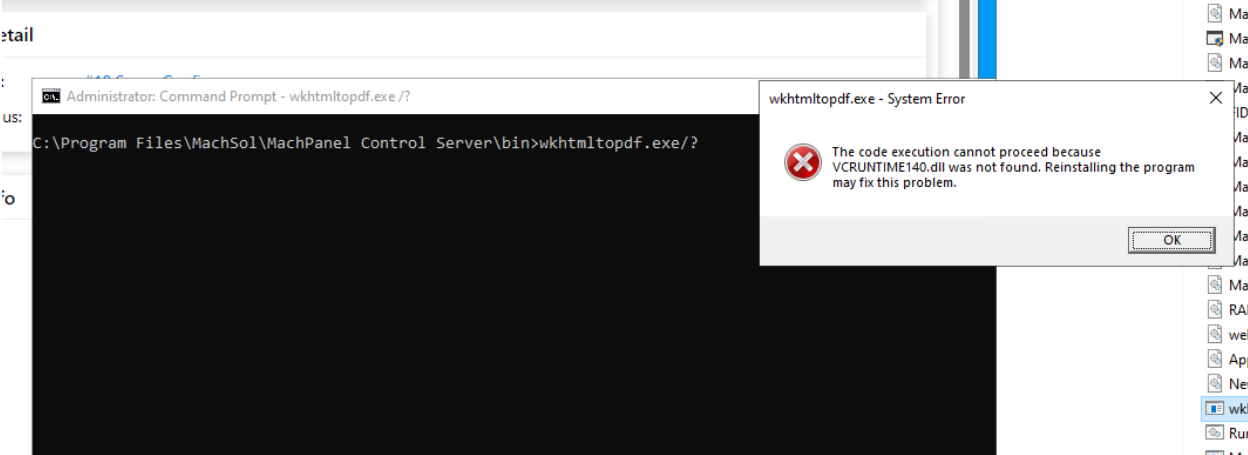 etail
:
us:
Administrator: Command Prompt - wkhtmltopdf.exe /?
C:\Program Files\MachSol\MachPanel Control Server\bin>wkhtmltopdf.exe/?
wkhtmltopdf.exe - System Error
The code execution cannot proceed because
VCRUNTIME140.dll was not found. Reinstalling the program
may fix this problem.
OK
Ma
Ma
Ma
Ma
Ma
Ma
Ma
Ma
Ma
Ma
Ma
RA
we
Ap
Ne
wk
Ru